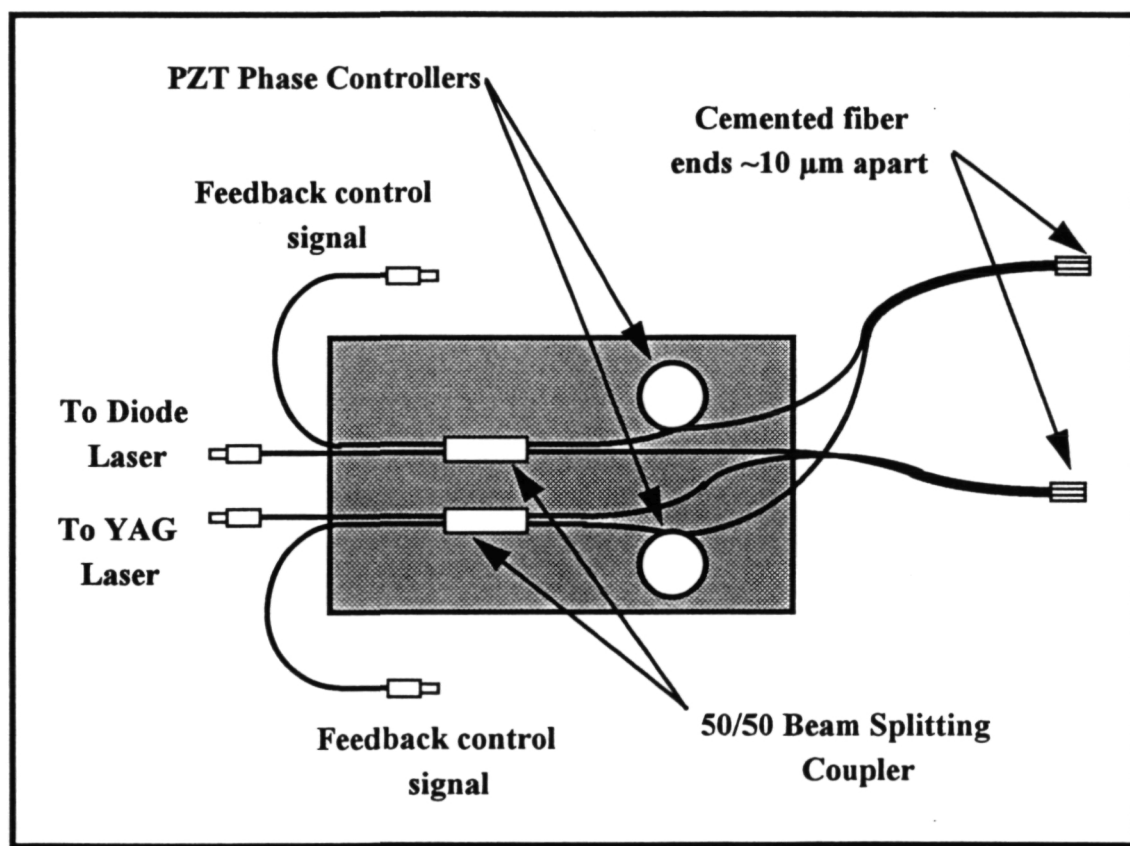 PZT Phase Controllers
Cemented fiber
ends ~10 µm apart
Feedback control
signal
To Diode
Laser
To YAG
Laser
Feedback control
signal
50/50 Beam Splitting
Coupler